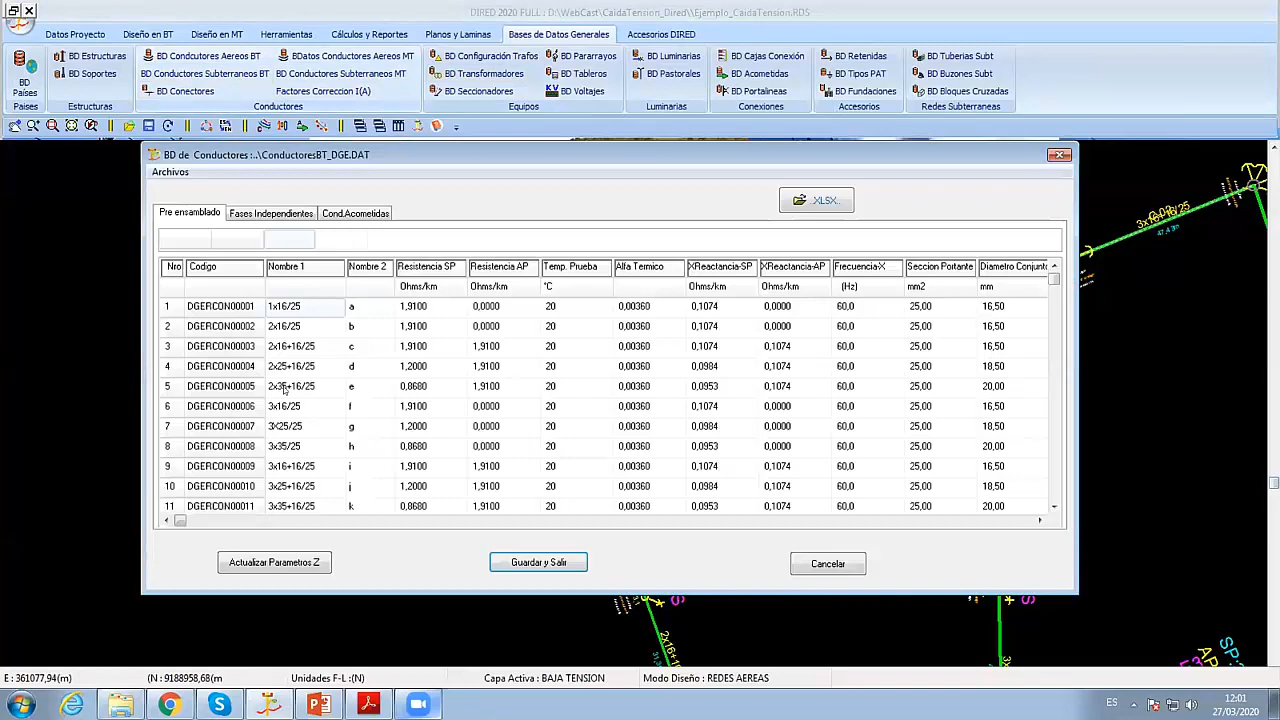 DIRED 2020 FULL : D:\WebCast\CaidaTension_Dired\\Ejemplo_CaidaTension.RDS
Datos Proyecto Diseño en BT Diseño en MT Herramientas Cálculos y Reportes Planos y Laminas Bases de Datos Generales Accesorios DIRED
BD Paises BD Estructuras BD Condcutores Aereos BT BDatos Conductores Aereos MT BD Configuración Trafos BD Pararrayos BD Luminarias BD Cajas Conexión BD Retenidas BD Tuberias Subt
BD Soportes BD Conductores Subterraneos BT BD Conductores Subterraneos MT BD Transformadores BD Tableros BD Pastorales BD Acometidas BD Tipos PAT BD Buzones Subt
BD Conectores Factores Correccion I(A) BD Seccionadores BD Voltajes BD Portalineas BD Fundaciones BD Bloques Cruzadas
Paises Estructuras Conductores Equipos Luminarias Conexiones Accesorios Redes Subterraneas
BD de Conductores :..\ConductoresBT_DGE.DAT
Archivos
.XLSX..
Pre ensamblado Fases Independientes Cond.Acometidas
Nro Codigo Nombre 1 Nombre 2 Resistencia SP Resistencia AP Temp. Prueba Alfa Termico XReactancia-SP XReactancia-AP Frecuencia-X Seccion Portante Diametro Conjunto
Ohms/km Ohms/km °C Ohms/km Ohms/km (Hz) mm2 mm
1 DGERCON00001 1x16/25 a 1,9100 0,0000 20 0,00360 0,1074 0,0000 60,0 25,00 16,50
2 DGERCON00002 2x16/25 b 1,9100 0,0000 20 0,00360 0,1074 0,0000 60,0 25,00 16,50
3 DGERCON00003 2x16+16/25 c 1,9100 1,9100 20 0,00360 0,1074 0,1074 60,0 25,00 16,50
4 DGERCON00004 2x25+16/25 d 1,2000 1,9100 20 0,00360 0,0984 0,1074 60,0 25,00 18,50
5 DGERCON00005 2x35+16/25 e 0,8680 1,9100 20 0,00360 0,0953 0,1074 60,0 25,00 20,00
6 DGERCON00006 3x16/25 f 1,9100 0,0000 20 0,00360 0,1074 0,0000 60,0 25,00 16,50
7 DGERCON00007 3X25/25 g 1,2000 0,0000 20 0,00360 0,0984 0,0000 60,0 25,00 18,50
8 DGERCON00008 3x35/25 h 0,8680 0,0000 20 0,00360 0,0953 0,0000 60,0 25,00 20,00
9 DGERCON00009 3x16+16/25 i 1,9100 1,9100 20 0,00360 0,1074 0,1074 60,0 25,00 16,50
10 DGERCON00010 3x25+16/25 j 1,2000 1,9100 20 0,00360 0,0984 0,1074 60,0 25,00 18,50
11 DGERCON00011 3x35+16/25 k 0,8680 1,9100 20 0,00360 0,0953 0,1074 60,0 25,00 20,00
Actualizar Parametros Z Guardar y Salir Cancelar
E : 361077,94(m) (N : 9188958,68(m) Unidades F-L :(N) Capa Activa : BAJA TENSION Modo Diseño : REDES AEREAS
ES 12:01
27/03/2020